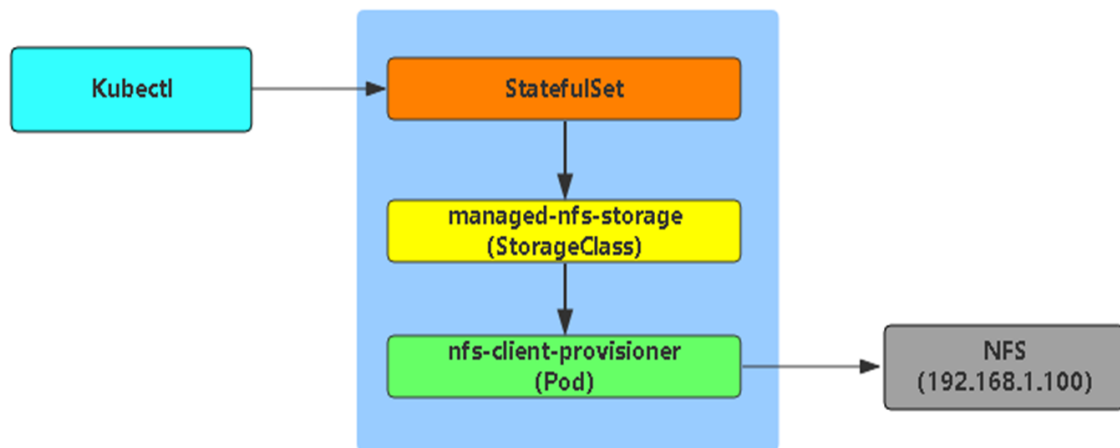 Kubectl
StatefulSet
managed-nfs-storage
(StorageClass)
nfs-client-provisioner
(Pod)
NFS
(192.168.1.100)